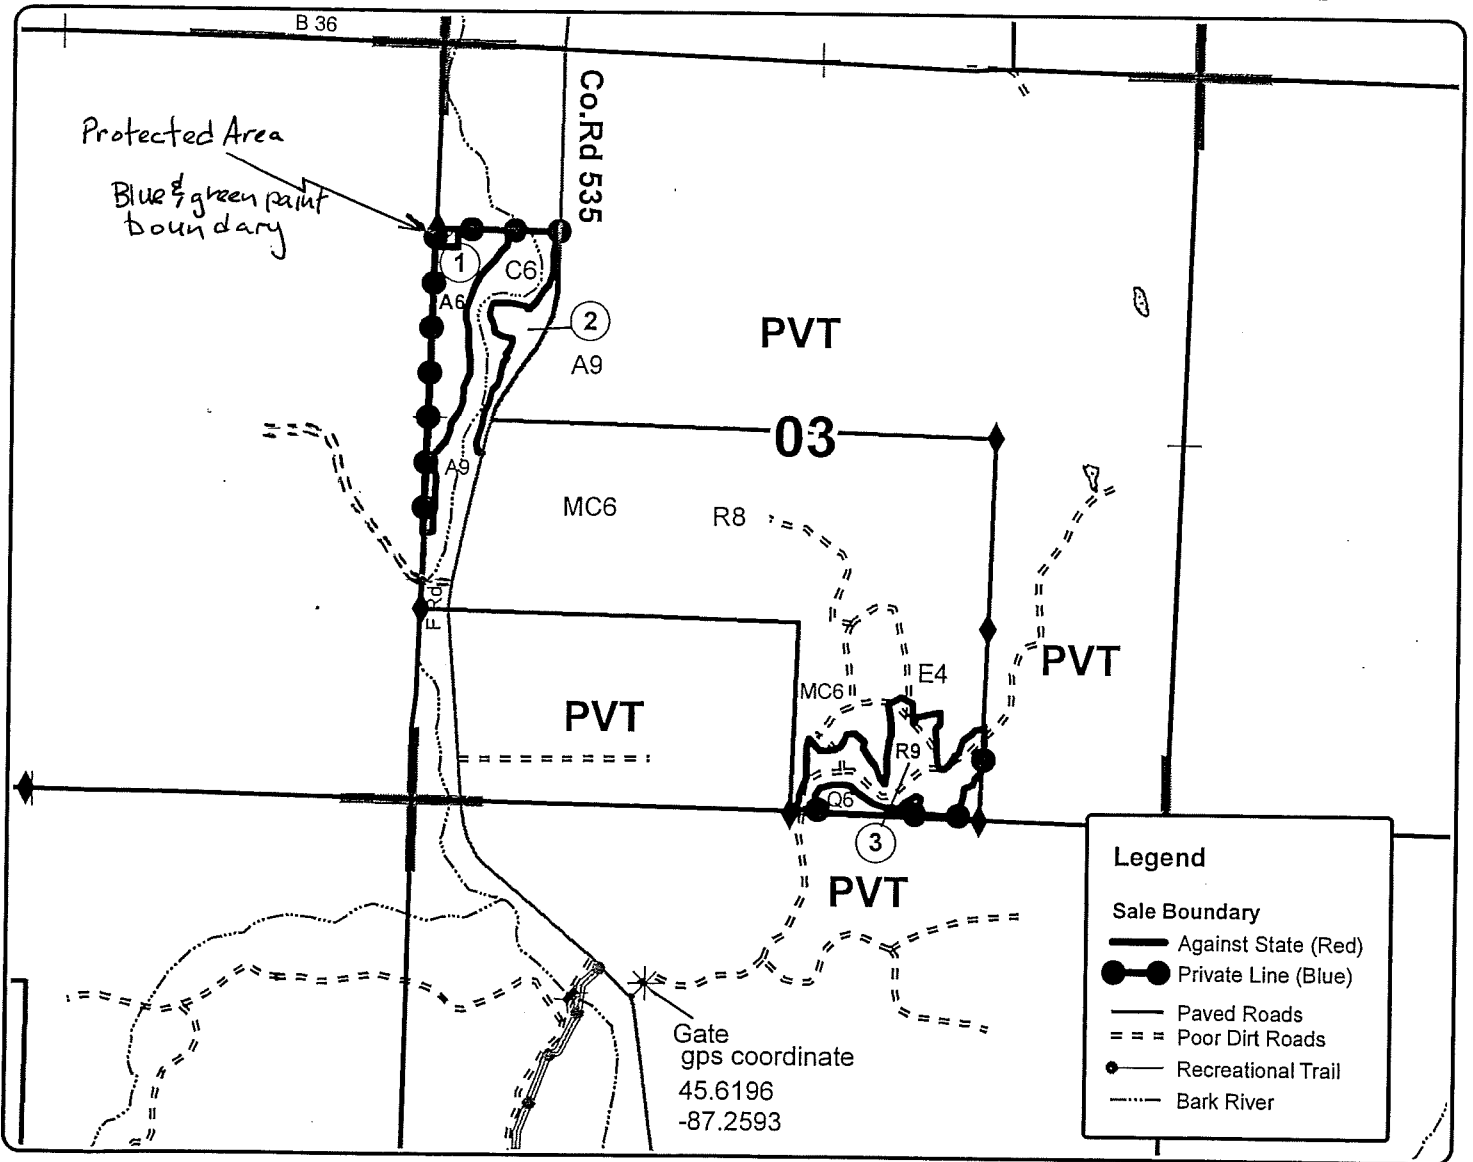 B 36
Co.Rd 535
Protected Area
Blue & green paint
boundary
1
C6
A6
2
PVT
A9
03
A9
MC6
R8
F Rd
PVT
E4
MC6
PVT
R9
Q6
3
PVT
Gate
gps coordinate
45.6196
-87.2593
Legend
Sale Boundary
Against State (Red)
Private Line (Blue)
Paved Roads
Poor Dirt Roads
Recreational Trail
Bark River